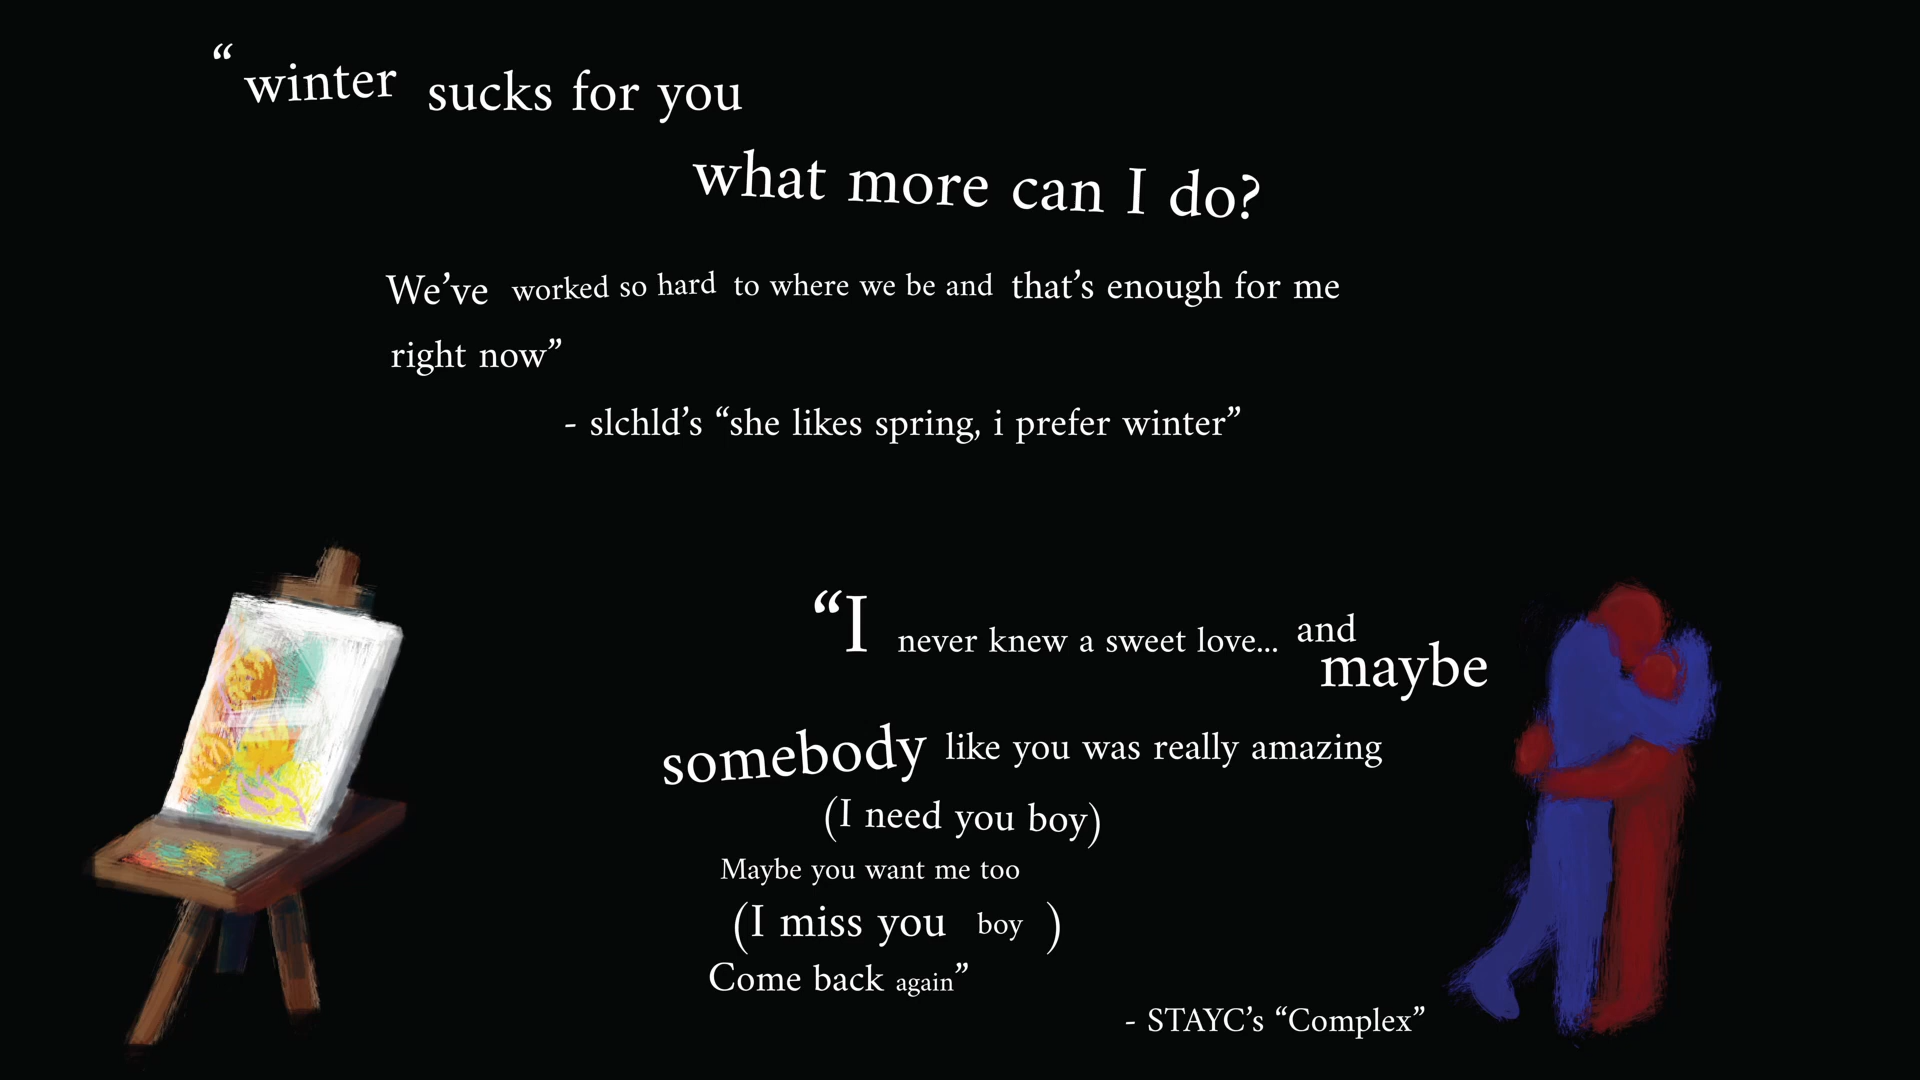 “winter sucks for you
what more can I do?
We’ve worked so hard to where we be and that’s enough for me
right now”
- slchld’s “she likes spring, i prefer winter”
“I never knew a sweet love... and
maybe
somebody like you was really amazing
(I need you boy)
Maybe you want me too
(I miss you boy )
Come back again”
- STAYC’s “Complex”